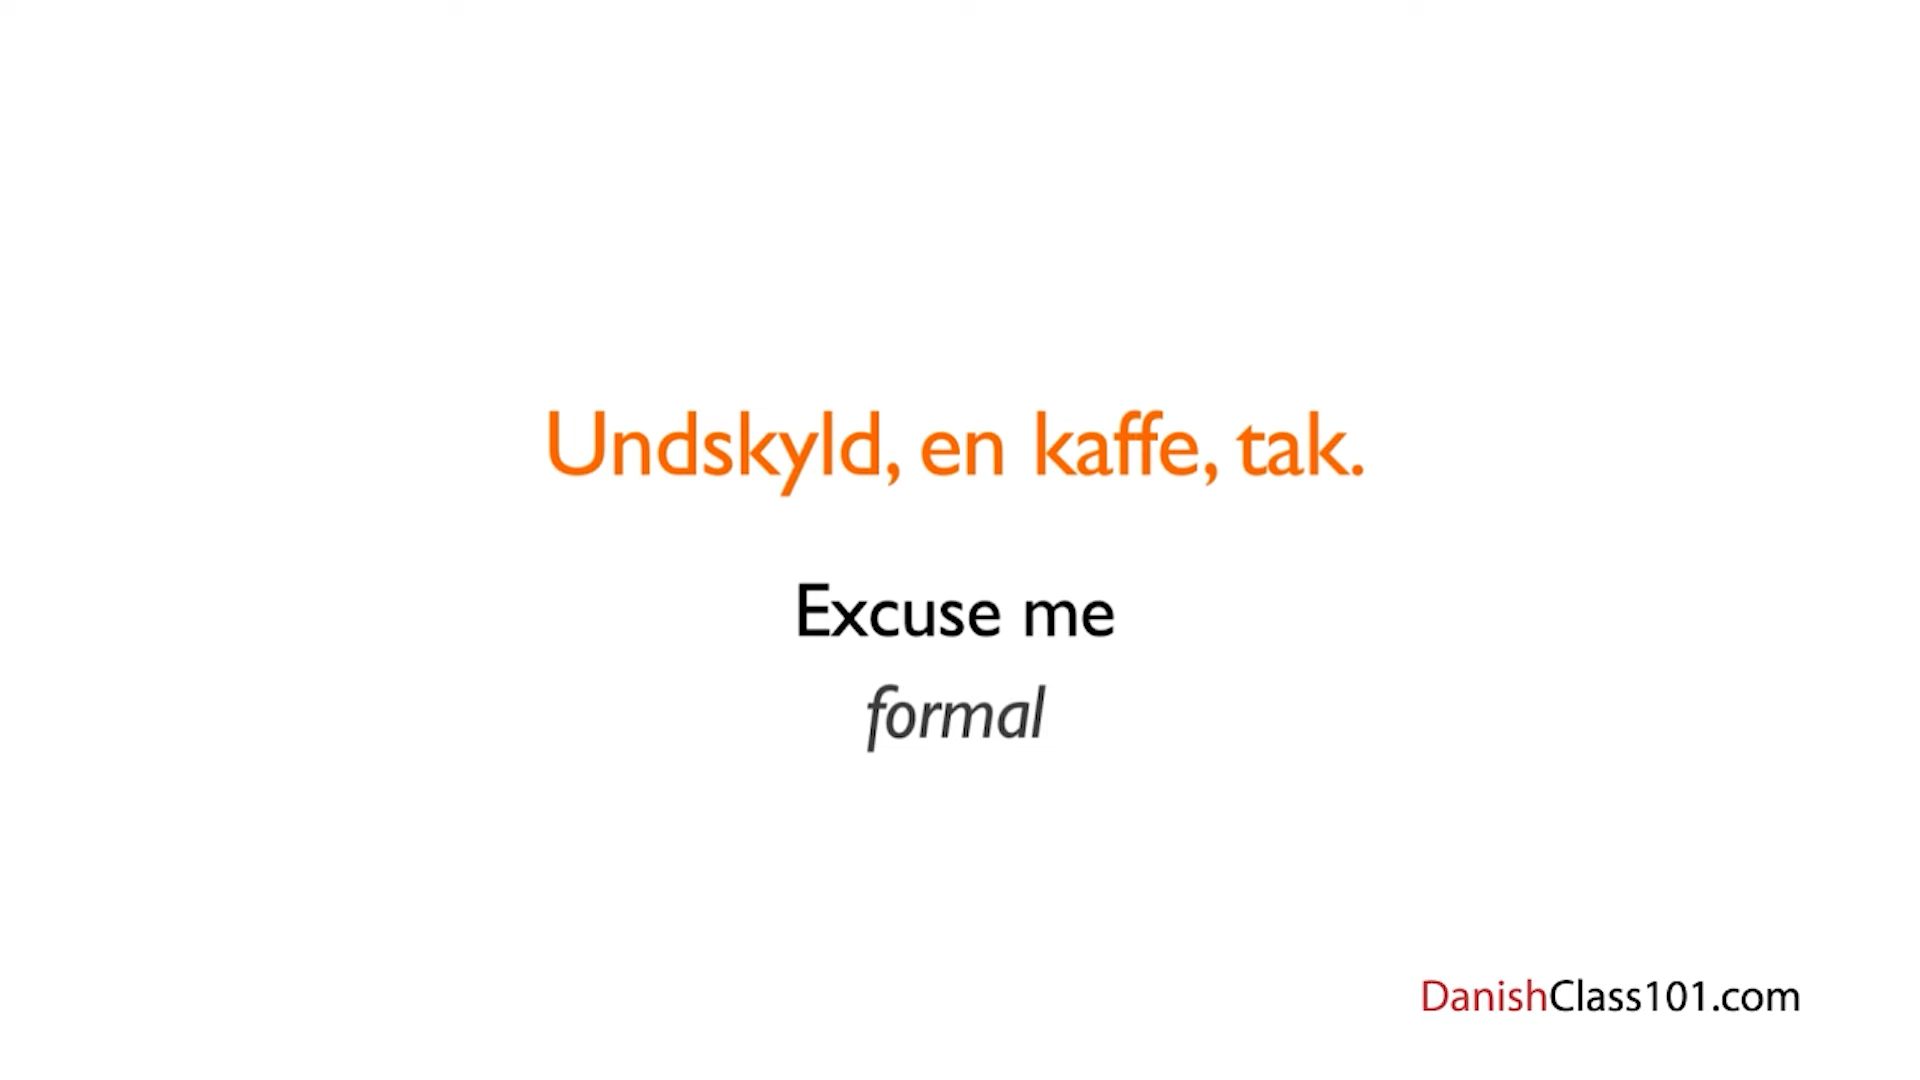 Undskyld, en kaffe, tak.
Excuse me
formal
DanishClass101.com